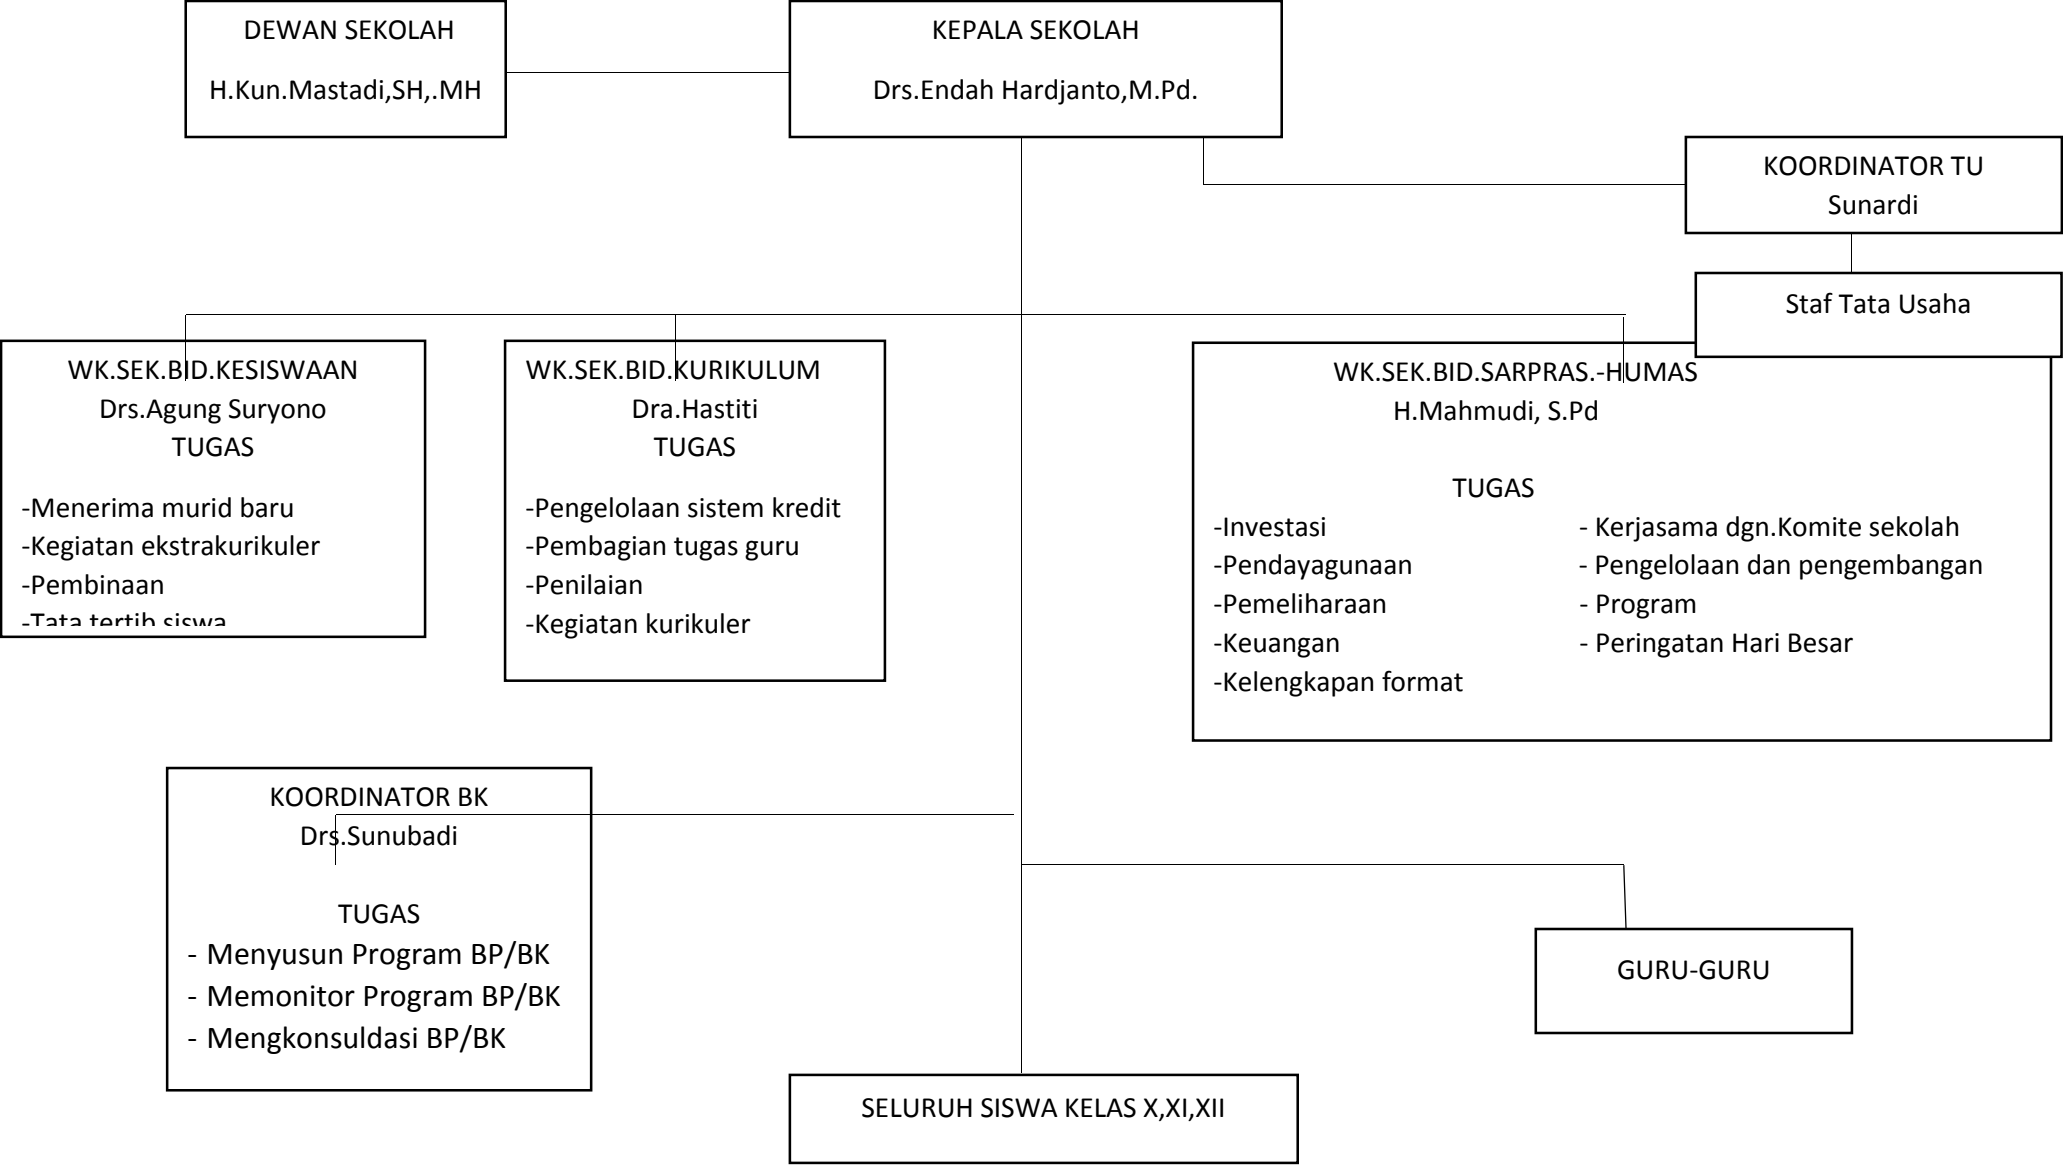 DEWAN SEKOLAH
H.Kun.Mastadi,SH,.MH
KEPALA SEKOLAH
Drs.Endah Hardjanto,M.Pd.
KOORDINATOR TU
Sunardi
Staf Tata Usaha
WK.SEK.BID.KESISWAAN
Drs.Agung Suryono
TUGAS
-Menerima murid baru
-Kegiatan ekstrakurikuler
-Pembinaan
-Tata tertib siswa
WK.SEK.BID.KURIKULUM
Dra.Hastiti
TUGAS
-Pengelolaan sistem kredit
-Pembagian tugas guru
-Penilaian
-Kegiatan kurikuler
WK.SEK.BID.SARPRAS.-HUMAS
H.Mahmudi, S.Pd
TUGAS
-Investasi - Kerjasama dgn.Komite sekolah
-Pendayagunaan - Pengelolaan dan pengembangan
-Pemeliharaan - Program
-Keuangan - Peringatan Hari Besar
-Kelengkapan format
KOORDINATOR BK
Drs.Sunubadi
TUGAS
- Menyusun Program BP/BK
- Memonitor Program BP/BK
- Mengkonsuldasi BP/BK
GURU-GURU
SELURUH SISWA KELAS X,XI,XII